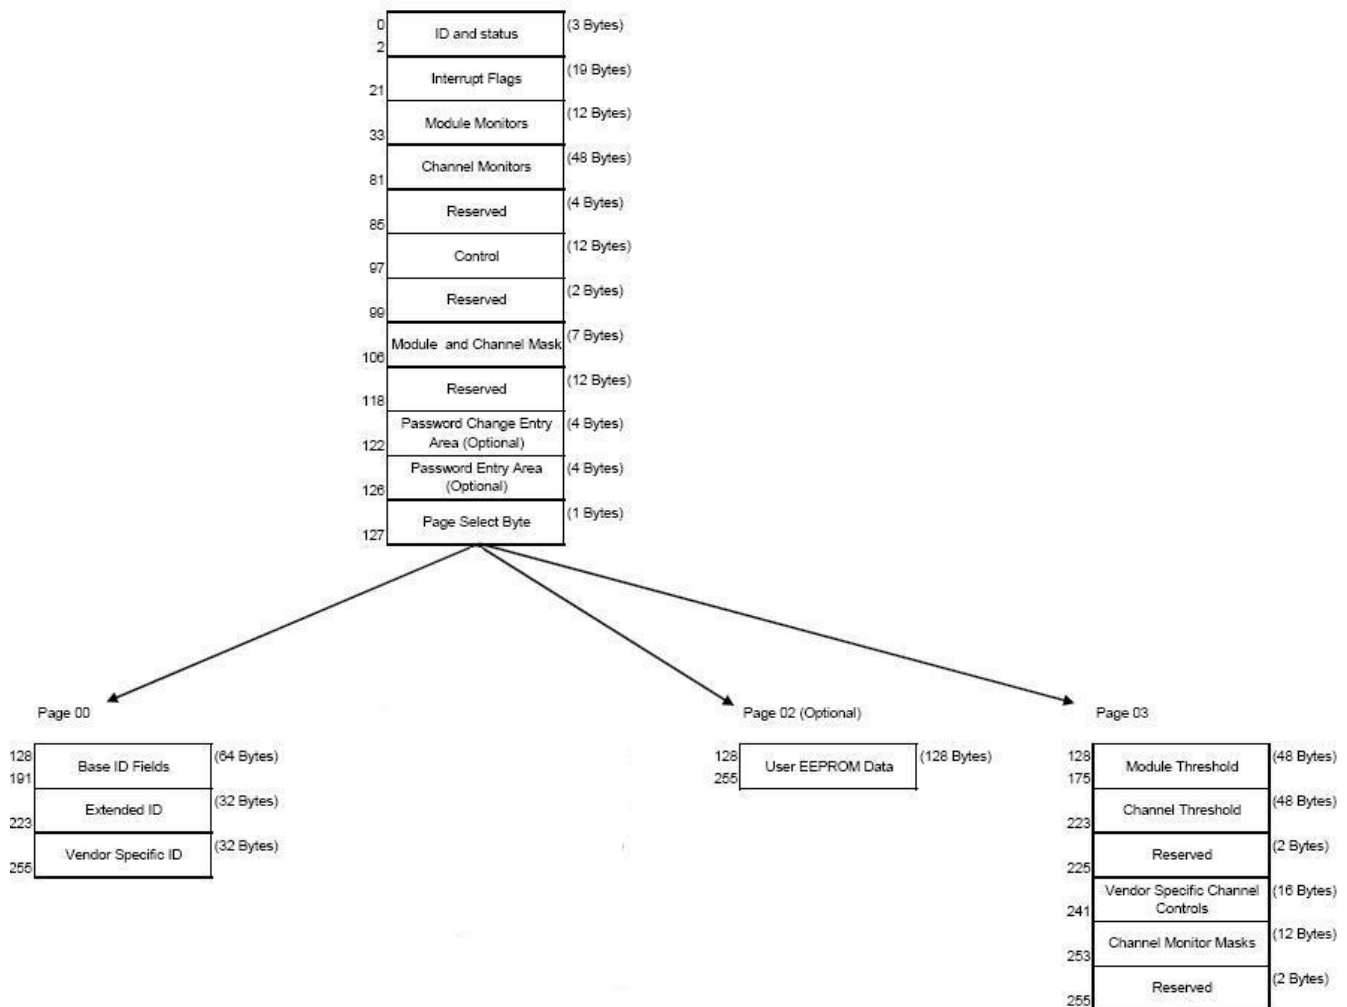 0
ID and status
(3 Bytes)
2
Interrupt Flags
(19 Bytes)
21
Module Monitors
(12 Bytes)
33
Channel Monitors
(48 Bytes)
81
Reserved
(4 Bytes)
85
Control
(12 Bytes)
97
Reserved
(2 Bytes)
99
Module and Channel Mask
(7 Bytes)
106
Reserved
(12 Bytes)
118
Password Change Entry
Area (Optional)
(4 Bytes)
122
Password Entry Area
(Optional)
(4 Bytes)
126
Page Select Byte
(1 Bytes)
127
Page 00
128
Base ID Fields
(64 Bytes)
191
Extended ID
(32 Bytes)
223
Vendor Specific ID
(32 Bytes)
255
Page 02 (Optional)
128
User EEPROM Data
(128 Bytes)
255
Page 03
128
Module Threshold
(48 Bytes)
175
Channel Threshold
(48 Bytes)
223
Reserved
(2 Bytes)
225
Vendor Specific Channel
Controls
(16 Bytes)
241
Channel Monitor Masks
(12 Bytes)
253
Reserved
(2 Bytes)
255